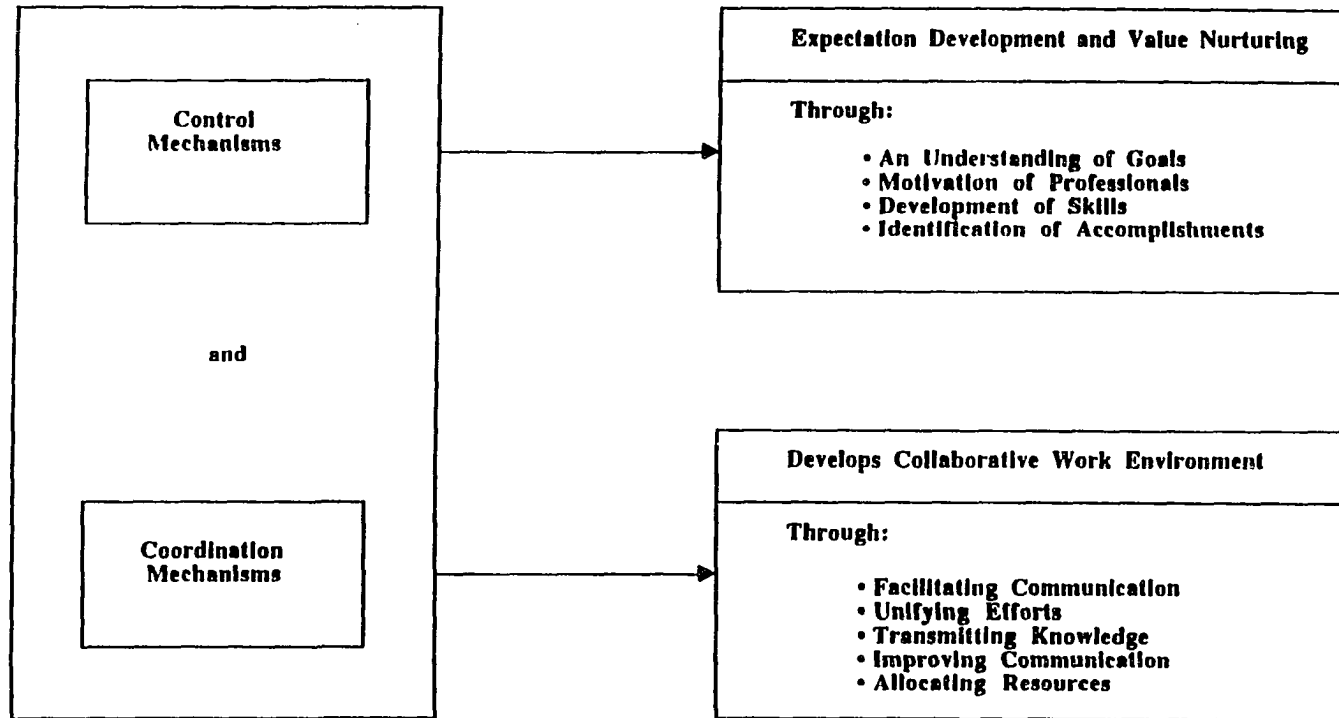 Control
Mechanisms
and
Coordination
Mechanisms
Expectation Development and Value Nurturing
Through:
• An Understanding of Goals
• Motivation of Professionals
• Development of Skills
• Identification of Accomplishments
Develops Collaborative Work Environment
Through:
• Facilitating Communication
• Unifying Efforts
• Transmitting Knowledge
• Improving Communication
• Allocating Resources